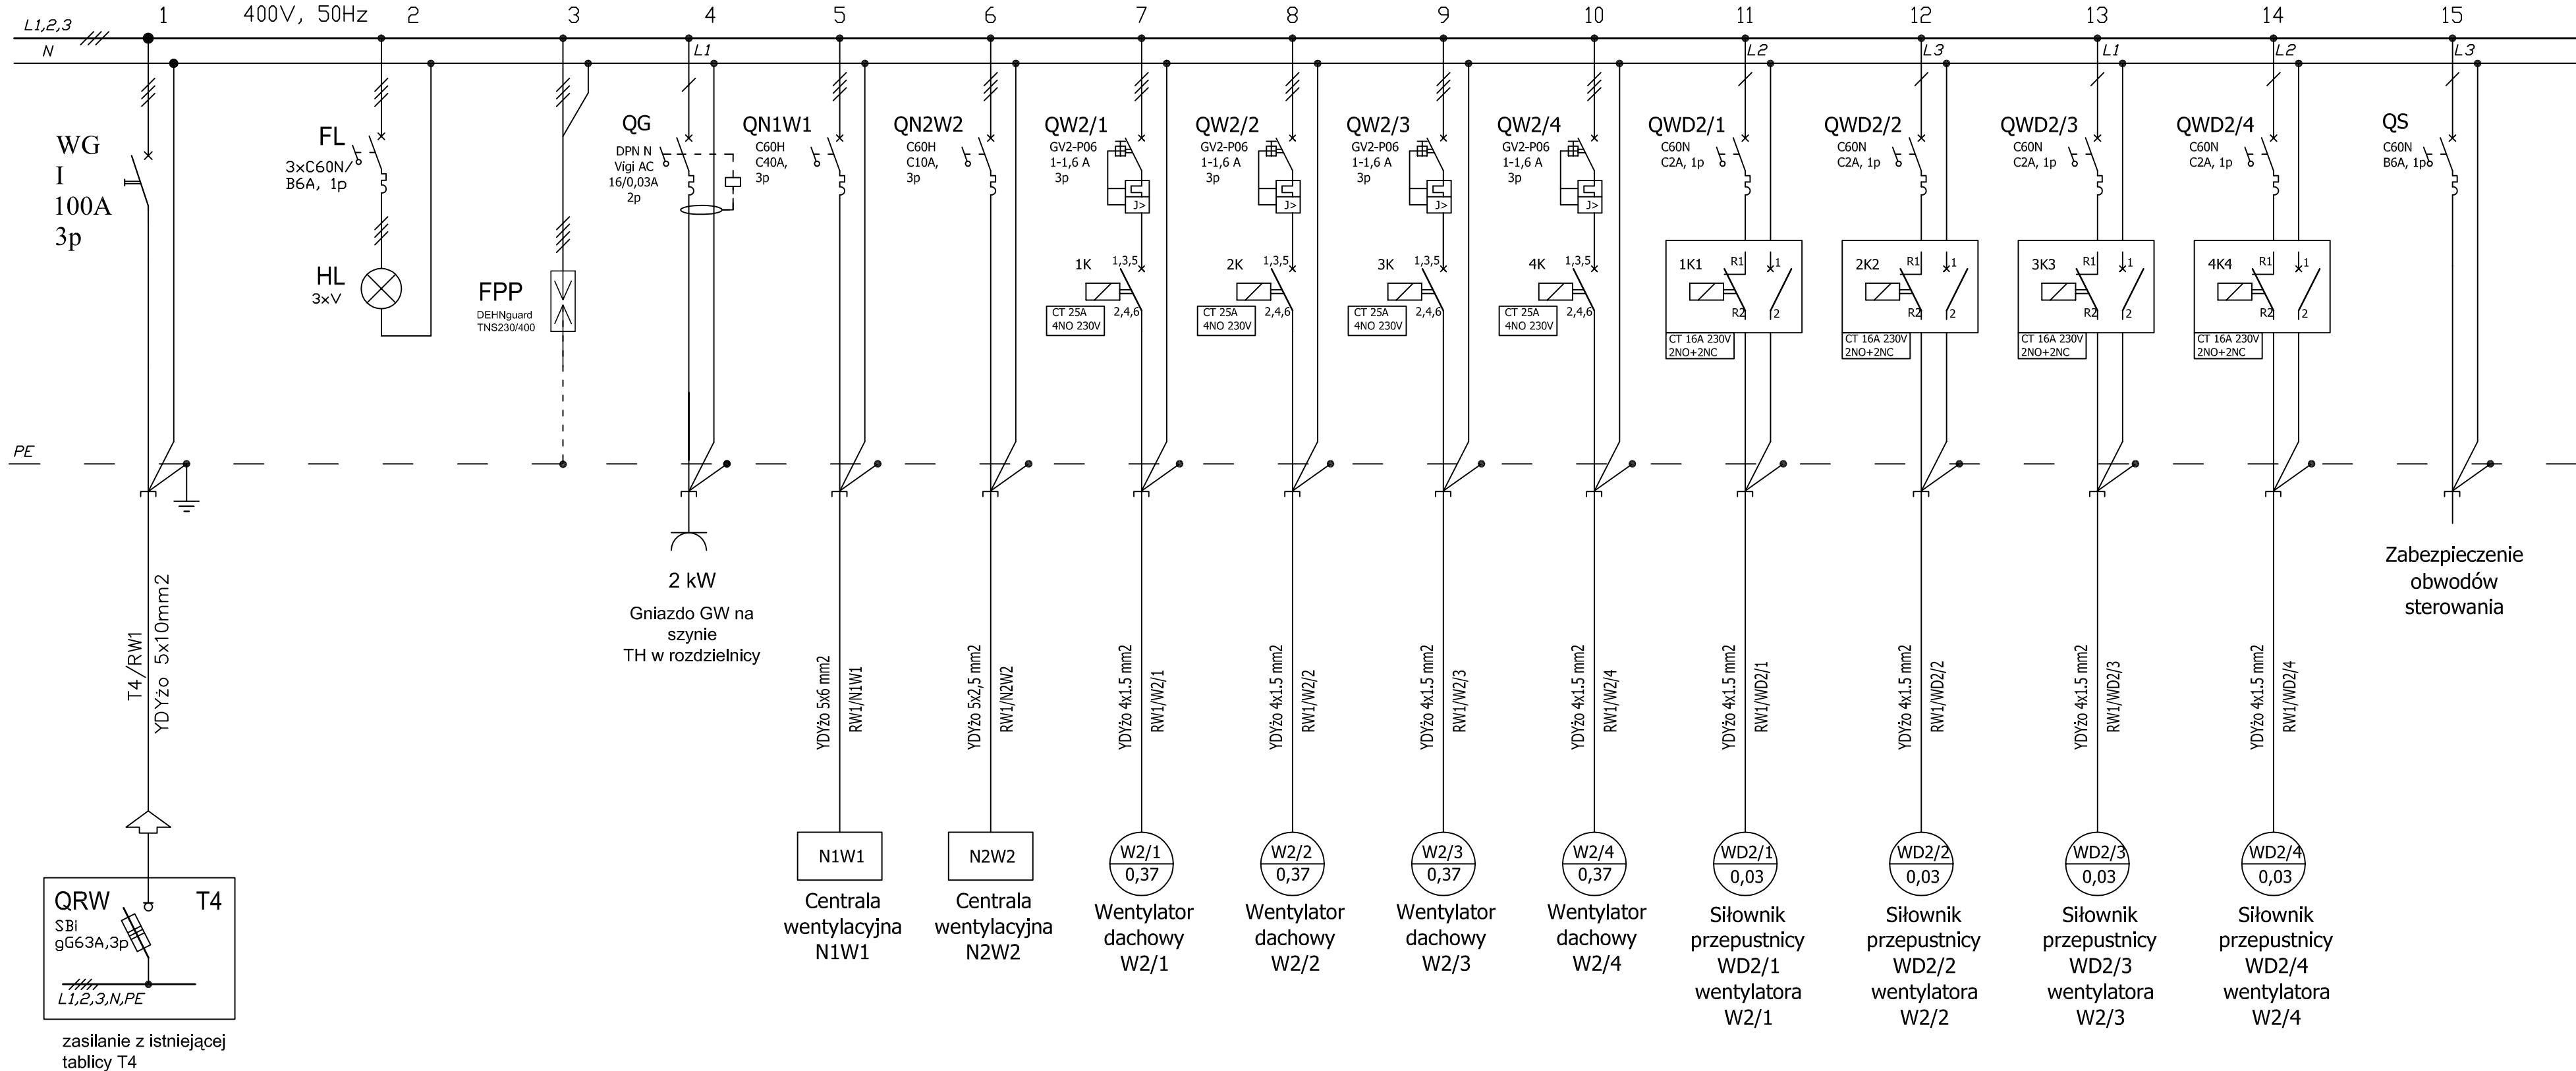 1 400V, 50Hz 2 3 4 5 6 7 8 9 10 11 12 13 14 15
L1,2,3
N
L1 L2 L3 L1 L2 L3
WG
I
100A
3p
FL
3xC60N/
B6A, 1p
HL
3xV
FPP
DEHNguard
TNS230/400
QG
DPN N
Vigi AC
16/0,03A
2p
QN1W1
C60H
C40A,
3p
QN2W2
C60H
C10A,
3p
QW2/1
GV2-P06
1-1,6 A
3p
J>
1K
1,3,5
2,4,6
CT 25A
4NO 230V
QW2/2
GV2-P06
1-1,6 A
3p
J>
2K
1,3,5
2,4,6
CT 25A
4NO 230V
QW2/3
GV2-P06
1-1,6 A
3p
J>
3K
1,3,5
2,4,6
CT 25A
4NO 230V
QW2/4
GV2-P06
1-1,6 A
3p
J>
4K
1,3,5
2,4,6
CT 25A
4NO 230V
QWD2/1
C60N
C2A, 1p
1K1
R1 1
R2 2
CT 16A 230V
2NO+2NC
QWD2/2
C60N
C2A, 1p
2K2
R1 1
R2 2
CT 16A 230V
2NO+2NC
QWD2/3
C60N
C2A, 1p
3K3
R1 1
R2 2
CT 16A 230V
2NO+2NC
QWD2/4
C60N
C2A, 1p
4K4
R1 1
R2 2
CT 16A 230V
2NO+2NC
QS
C60N
B6A, 1p
PE
T4/RW1
YDYżo 5x10mm2
2 kW
Gniazdo GW na
szynie
TH w rozdzielnicy
YDYżo 5x6 mm2
RW1/N1W1
YDYżo 5x2,5 mm2
RW1/N2W2
YDYżo 4x1.5 mm2
RW1/W2/1
YDYżo 4x1.5 mm2
RW1/W2/2
YDYżo 4x1.5 mm2
RW1/W2/3
YDYżo 4x1.5 mm2
RW1/W2/4
YDYżo 4x1.5 mm2
RW1/WD2/1
YDYżo 4x1.5 mm2
RW1/WD2/2
YDYżo 4x1.5 mm2
RW1/WD2/3
YDYżo 4x1.5 mm2
RW1/WD2/4
Zabezpieczenie
obwodów
sterowania
QRW T4
SBi
gG63A,3p
L1,2,3,N,PE
zasilanie z istniejącej
tablicy T4
N1W1
Centrala
wentylacyjna
N1W1
N2W2
Centrala
wentylacyjna
N2W2
W2/1
0,37
Wentylator
dachowy
W2/1
W2/2
0,37
Wentylator
dachowy
W2/2
W2/3
0,37
Wentylator
dachowy
W2/3
W2/4
0,37
Wentylator
dachowy
W2/4
WD2/1
0,03
Siłownik
przepustnicy
WD2/1
wentylatora
W2/1
WD2/2
0,03
Siłownik
przepustnicy
WD2/2
wentylatora
W2/2
WD2/3
0,03
Siłownik
przepustnicy
WD2/3
wentylatora
W2/3
WD2/4
0,03
Siłownik
przepustnicy
WD2/4
wentylatora
W2/4